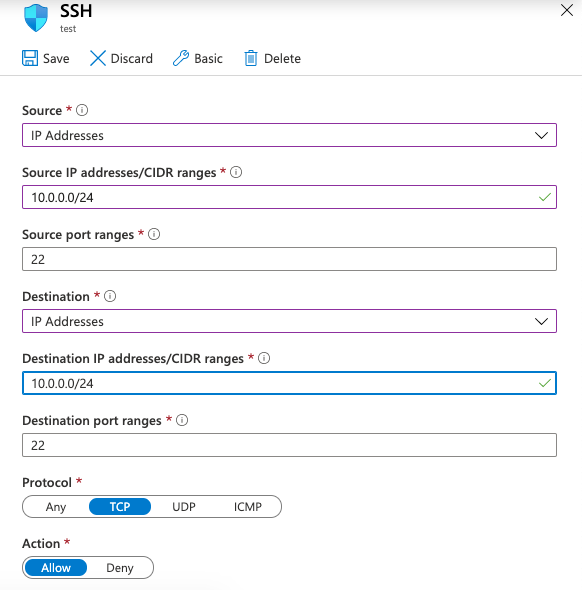 SSH
test
Save Discard Basic Delete
Source *
IP Addresses
Source IP addresses/CIDR ranges *
10.0.0.0/24
Source port ranges *
22
Destination *
IP Addresses
Destination IP addresses/CIDR ranges *
10.0.0.0/24
Destination port ranges *
22
Protocol *
Any TCP UDP ICMP
Action *
Allow Deny